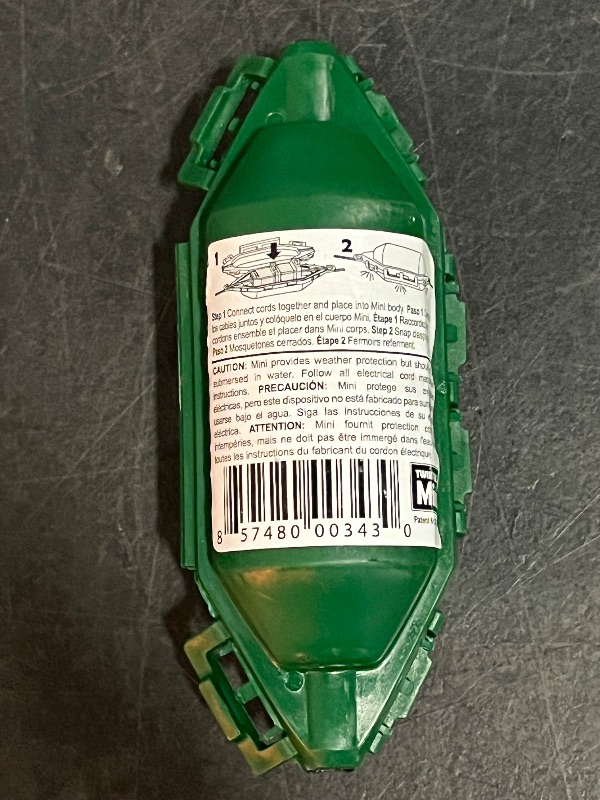 1 2
Step 1 Connect cords together and place into Mini body. Paso 1
los cables juntos y colóquelo en el cuerpo Mini. Étape 1
cordons ensemble et placer dans Mini corps. Step 2 Snap
Paso 2 Mosquetones cerrados. Étape 2 Fermoirs referment.
CAUTION: Mini provides weather protection but
submersed in water. Follow all electrical cord
instructions. PRECAUCIÓN: Mini protege sus
eléctricas, pero este dispositivo no está fabricado para
usarse bajo el agua. Siga las instrucciones de su
eléctrica. ATTENTION: Mini fournit protection
intempéries, mais ne doit pas être immergé dans l'eau
toutes les instructions du fabricant du cordon électrique
TWIN
Patent
8 57480 00343 0